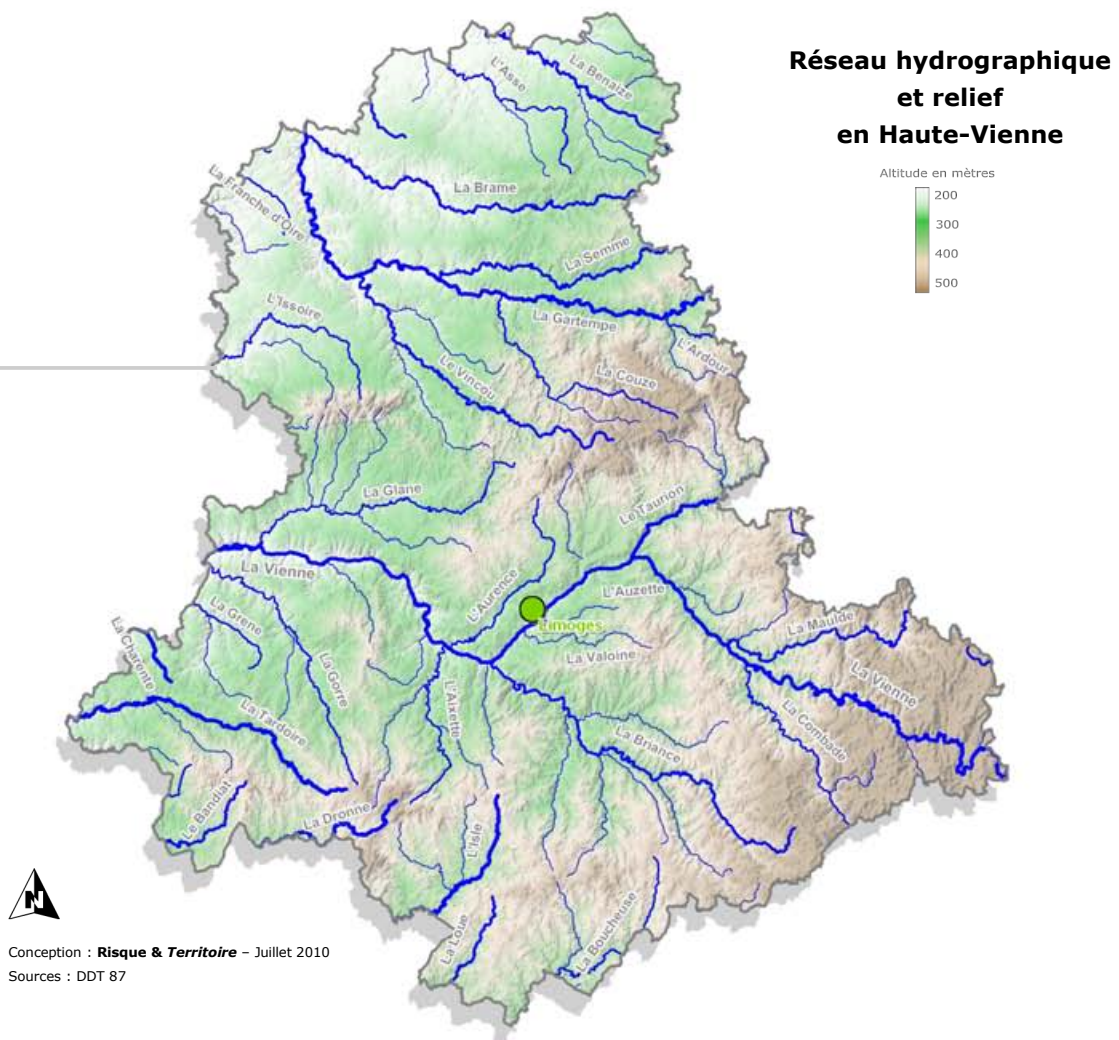 Réseau hydrographique
et relief
en Haute-Vienne
Altitude en mètres
200
300
400
500
L'Asse
La Benaize
La Brame
La Franche d'Oire
La Semme
L'Issoire
La Gartempe
L'Ardour
Le Vincou
La Couze
La Glane
Le Taurion
La Vienne
L'Aurence
L'Auzette
Limoges
La Maulde
La Grene
La Valoine
La Charente
La Gorre
La Vienne
La Tardoire
L'Aixette
La Combade
La Briance
Le Bandiat
La Dronne
L'Isle
La Loue
La Boucheuse
N
Conception : Risque & Territoire – Juillet 2010
Sources : DDT 87